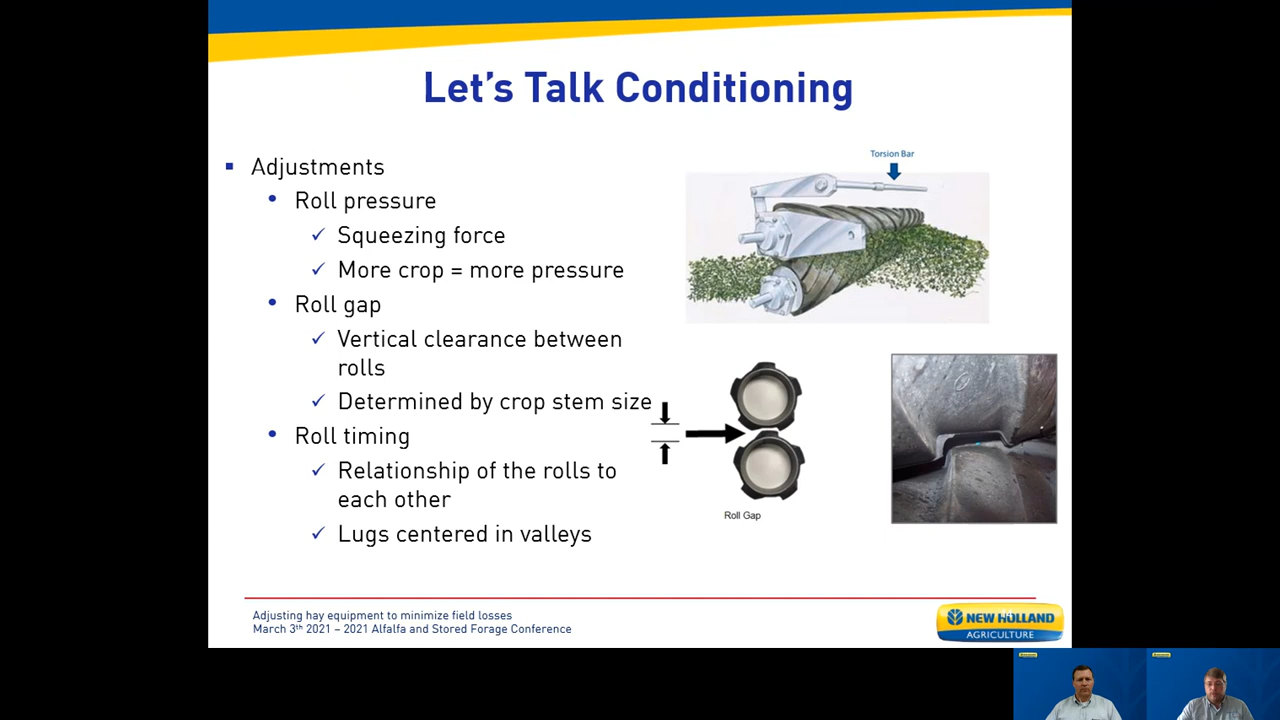 Let's Talk Conditioning
Adjustments
Roll pressure
Squeezing force
More crop = more pressure
Roll gap
Vertical clearance between
rolls
Determined by crop stem size
Roll timing
Relationship of the rolls to
each other
Lugs centered in valleys
Torsion Bar
Roll Gap
Adjusting hay equipment to minimize field losses
March 3th 2021 – 2021 Alfalfa and Stored Forage Conference
NEW HOLLAND
AGRICULTURE